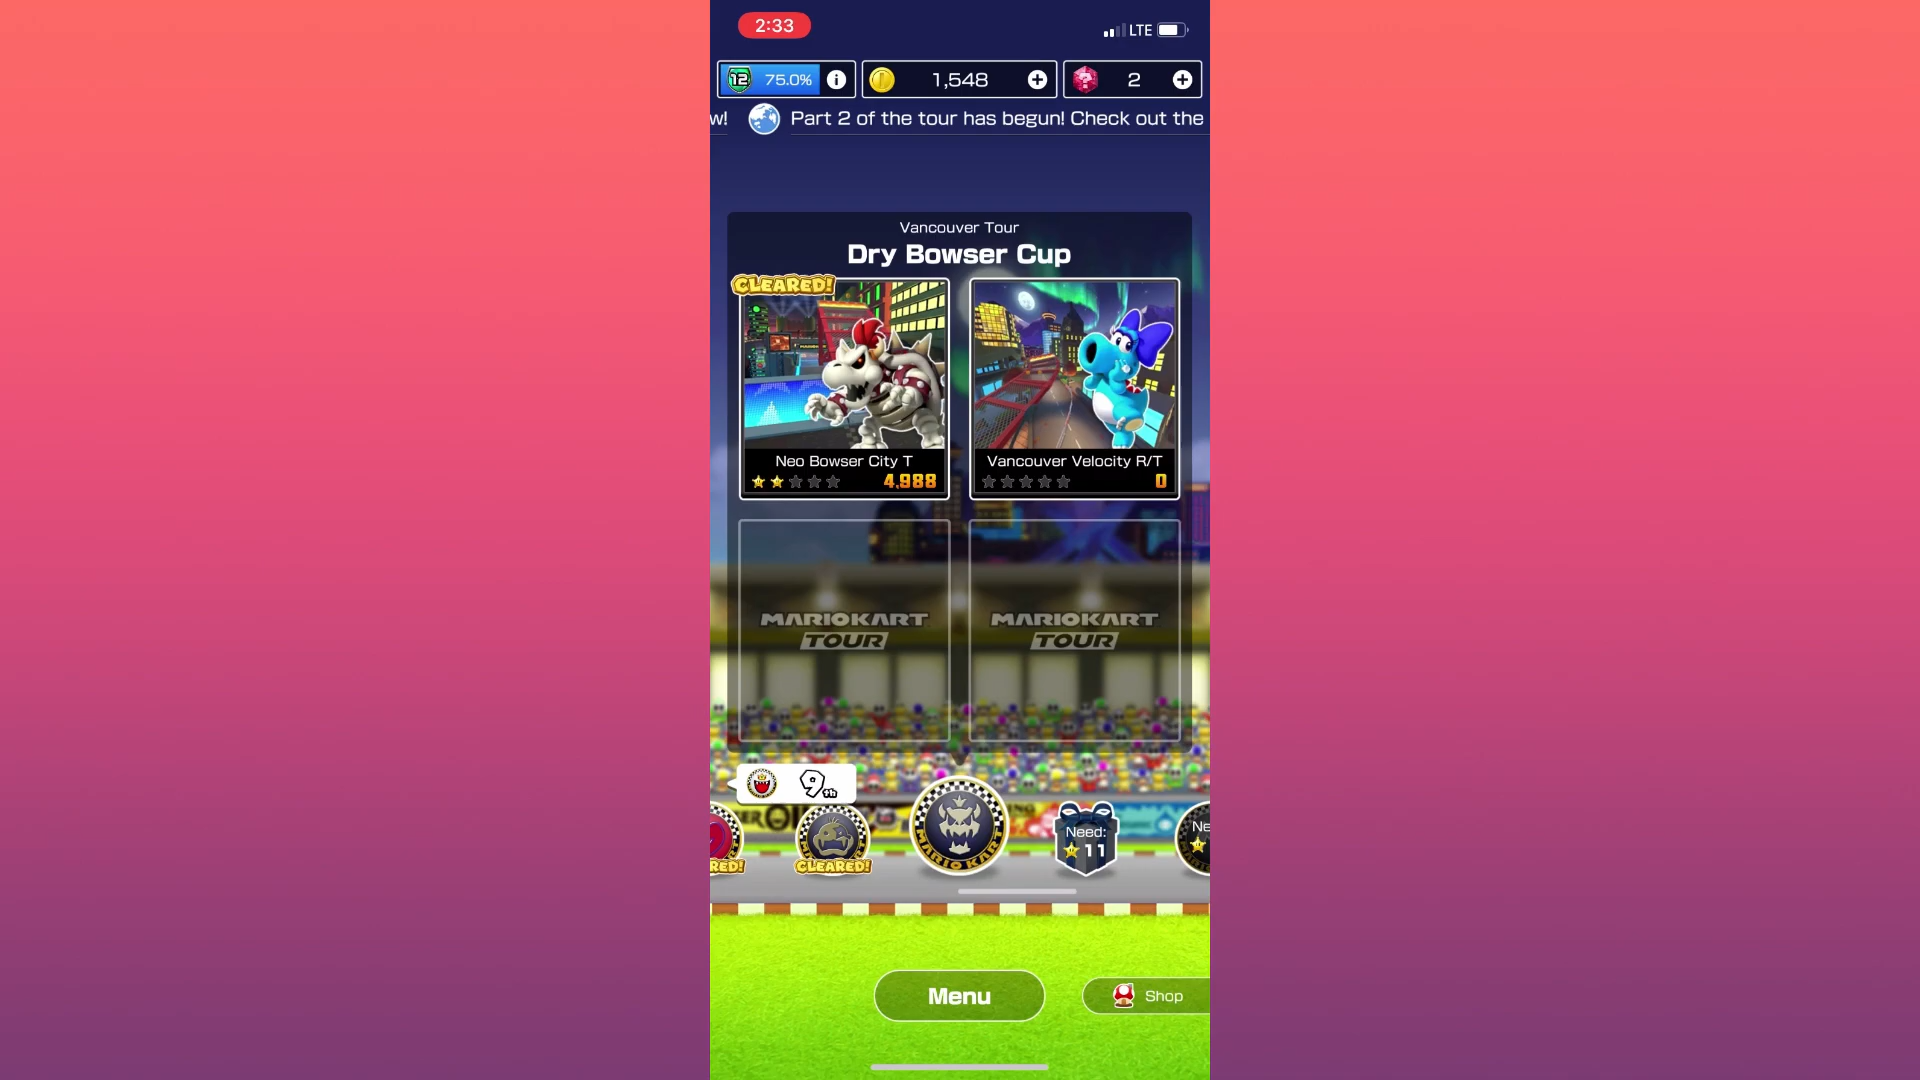 2:33
LTE
12 75.0% i 1,548 + 2 +
w! Part 2 of the tour has begun! Check out the
Vancouver Tour
Dry Bowser Cup
CLEARED!
Neo Bowser City T
4,988
Vancouver Velocity R/T
0
MARIOKART
TOUR
MARIOKART
TOUR
9th
RED!
CLEARED!
MARIO KART
Need:
11
Ne
Menu
Shop